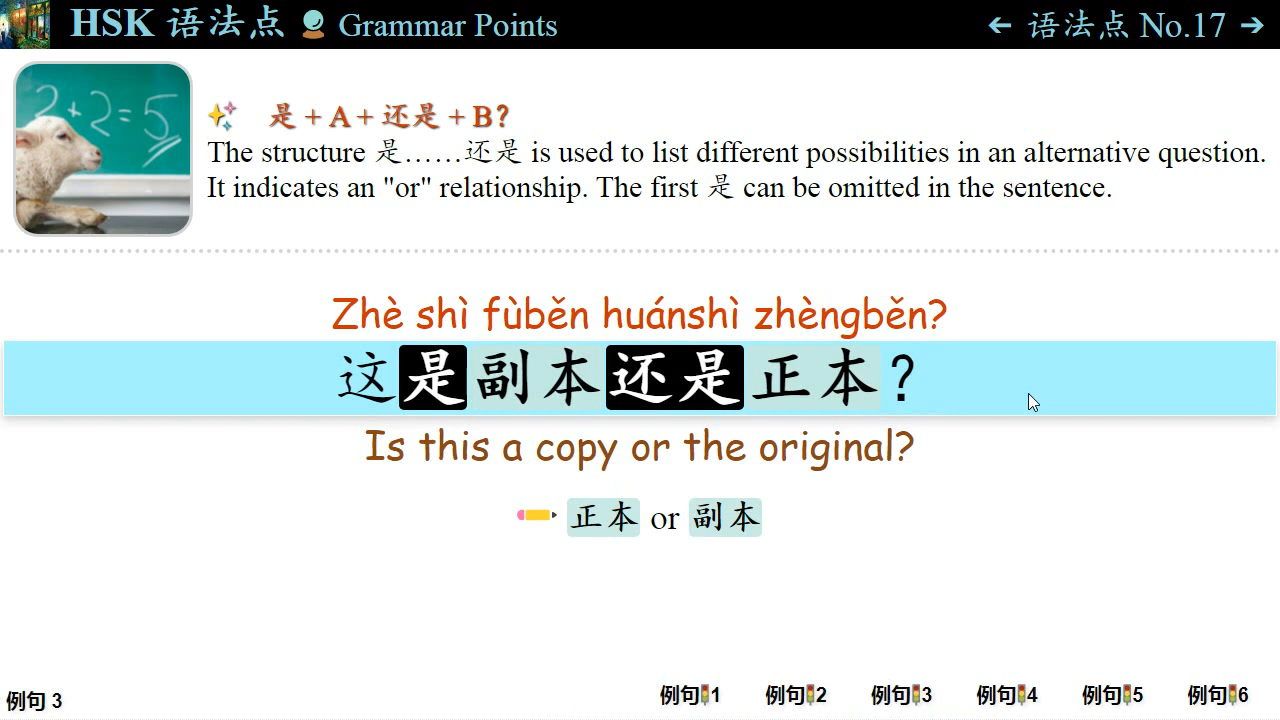 HSK 语法点 Grammar Points
← 语法点 No.17 →
2+2=5
是 + A + 还是 + B？
The structure 是……还是 is used to list different possibilities in an alternative question.
It indicates an "or" relationship. The first 是 can be omitted in the sentence.
Zhè shì fùběn huánshì zhèngběn?
这是副本还是正本？
Is this a copy or the original?
正本 or 副本
例句 3
例句1 例句2 例句3 例句4 例句5 例句6